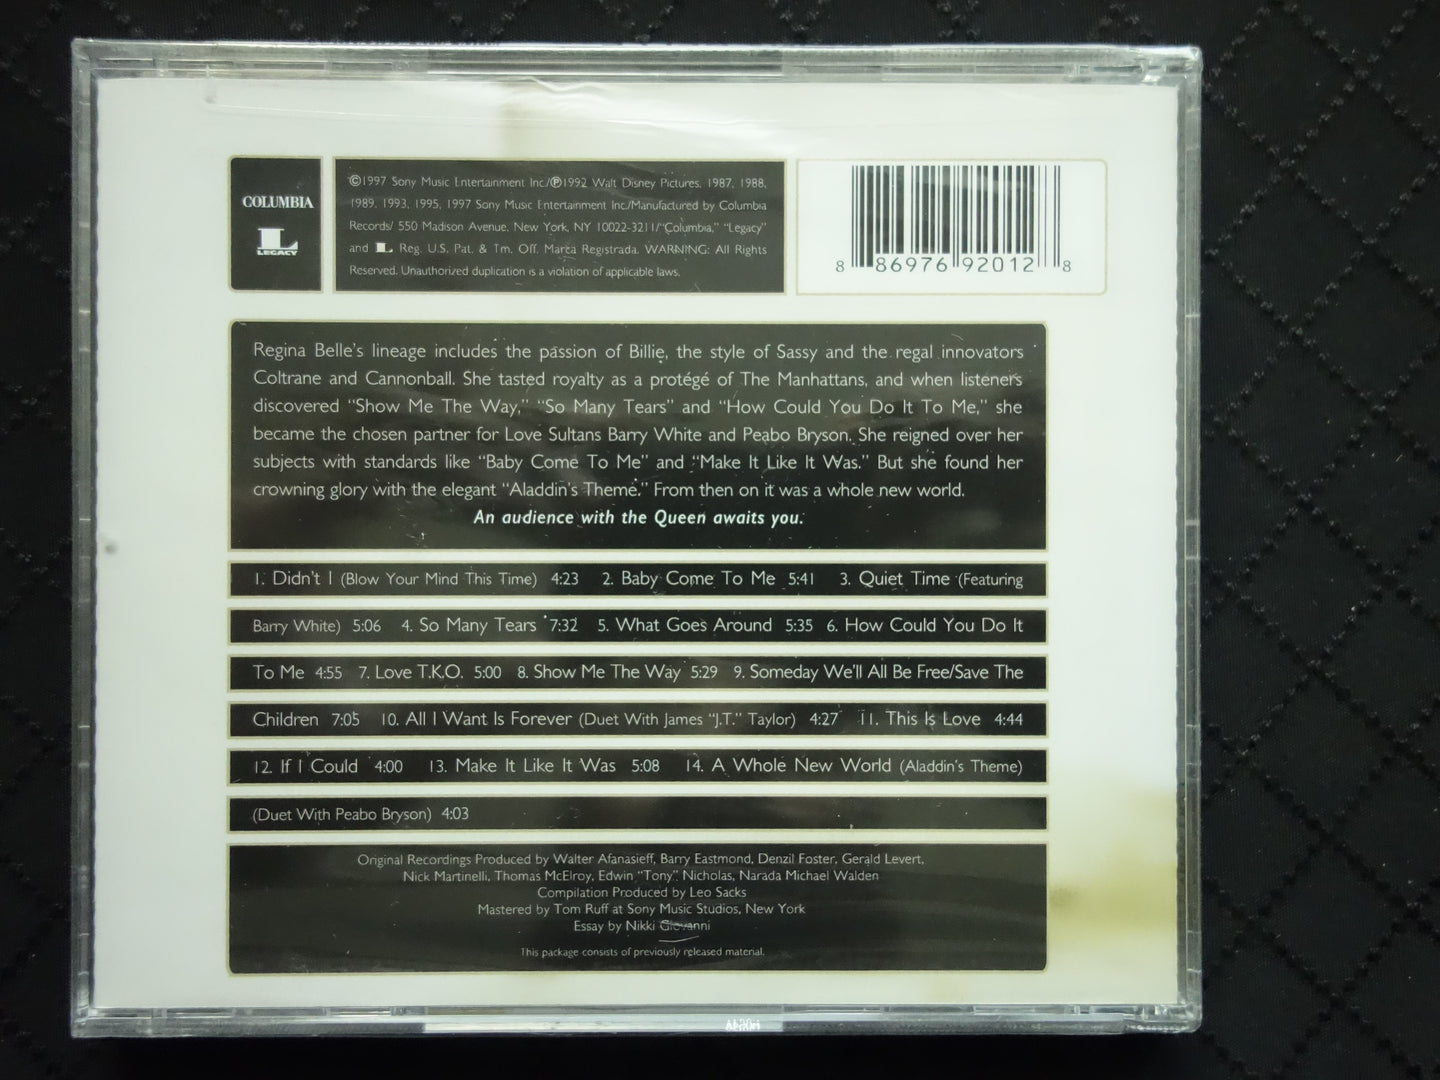 COLUMBIA
LEGACY
©1997 Sony Music Entertainment Inc./℗1992 Walt Disney Pictures, 1987, 1988,
1989, 1993, 1995, 1997 Sony Music Entertainment Inc./Manufactured by Columbia
Records/ 550 Madison Avenue, New York, NY 10022-3211/"Columbia," "Legacy"
and L Reg. U.S. Pat. & Tm. Off. Marca Registrada. WARNING: All Rights
Reserved. Unauthorized duplication is a violation of applicable laws.
8 86976 92012 8
Regina Belle's lineage includes the passion of Billie, the style of Sassy and the regal innovators
Coltrane and Cannonball. She tasted royalty as a protégé of The Manhattans, and when listeners
discovered "Show Me The Way," "So Many Tears" and "How Could You Do It To Me," she
became the chosen partner for Love Sultans Barry White and Peabo Bryson. She reigned over her
subjects with standards like "Baby Come To Me" and "Make It Like It Was." But she found her
crowning glory with the elegant "Aladdin's Theme." From then on it was a whole new world.
An audience with the Queen awaits you.
1. Didn't I (Blow Your Mind This Time) 4:23 2. Baby Come To Me 5:41 3. Quiet Time (Featuring
Barry White) 5:06 4. So Many Tears 7:32 5. What Goes Around 5:35 6. How Could You Do It
To Me 4:55 7. Love T.K.O. 5:00 8. Show Me The Way 5:29 9. Someday We'll All Be Free/Save The
Children 7:05 10. All I Want Is Forever (Duet With James "J.T." Taylor) 4:27 11. This Is Love 4:44
12. If I Could 4:00 13. Make It Like It Was 5:08 14. A Whole New World (Aladdin's Theme)
(Duet With Peabo Bryson) 4:03
Original Recordings Produced by Walter Afanasieff, Barry Eastmond, Denzil Foster, Gerald Levert,
Nick Martinelli, Thomas McElroy, Edwin "Tony" Nicholas, Narada Michael Walden
Compilation Produced by Leo Sacks
Mastered by Tom Ruff at Sony Music Studios, New York
Essay by Nikki Giovanni
This package consists of previously released material.